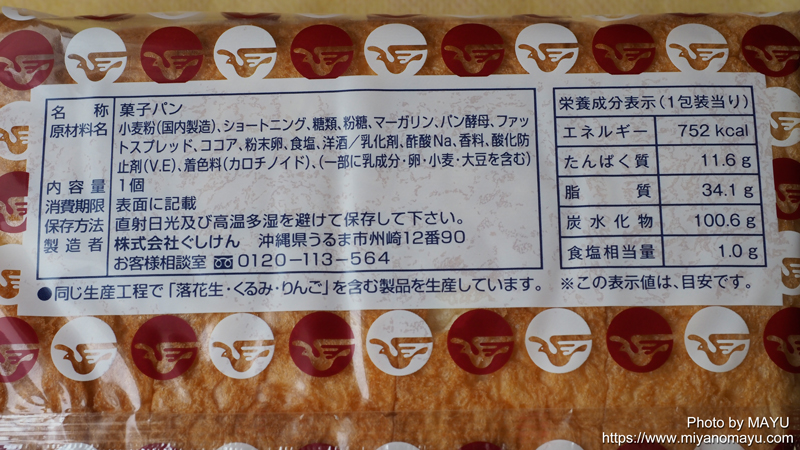 名称 菓子パン
原材料名 小麦粉(国内製造)、ショートニング、糖類、粉糖、マーガリン、パン酵母、ファッ
トスプレッド、ココア、粉末卵、食塩、洋酒/乳化剤、酢酸Na、香料、酸化防
止剤(V.E)、着色料(カロチノイド)、(一部に乳成分・卵・小麦・大豆を含む)
内容量 1個
消費期限 表面に記載
保存方法 直射日光及び高温多湿を避けて保存して下さい。
製造者 株式会社ぐしけん 沖縄県うるま市州崎12番90
お客様相談室 0120-113-564
●同じ生産工程で「落花生・くるみ・りんご」を含む製品を生産しています。
栄養成分表示(1包装当り)
エネルギー 752 kcal
たんぱく質 11.6 g
脂質 34.1 g
炭水化物 100.6 g
食塩相当量 1.0 g
※この表示値は、目安です。
Photo by MAYU
https://www.miyanomayu.com/